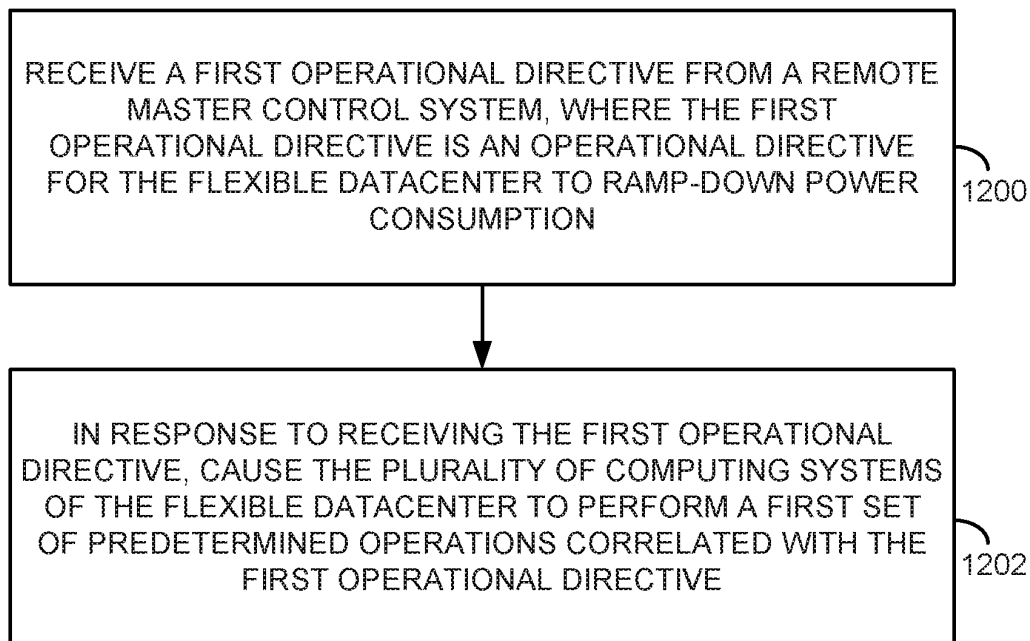 RECEIVE A FIRST OPERATIONAL DIRECTIVE FROM A REMOTE
MASTER CONTROL SYSTEM, WHERE THE FIRST
OPERATIONAL DIRECTIVE IS AN OPERATIONAL DIRECTIVE
FOR THE FLEXIBLE DATACENTER TO RAMP-DOWN POWER
CONSUMPTION
1200
IN RESPONSE TO RECEIVING THE FIRST OPERATIONAL
DIRECTIVE, CAUSE THE PLURALITY OF COMPUTING SYSTEMS
OF THE FLEXIBLE DATACENTER TO PERFORM A FIRST SET
OF PREDETERMINED OPERATIONS CORRELATED WITH THE
FIRST OPERATIONAL DIRECTIVE
1202